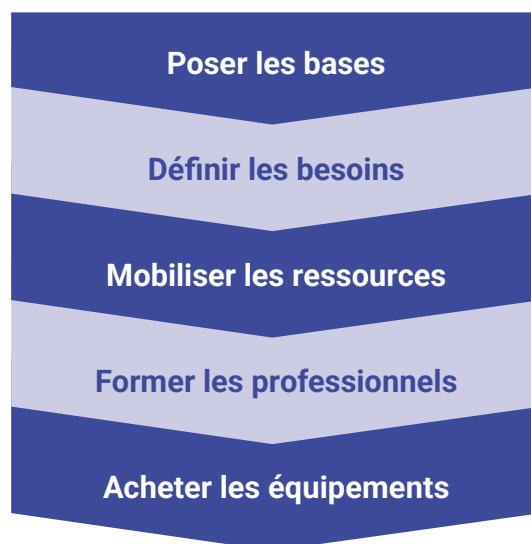 Poser les bases
Définir les besoins
Mobiliser les ressources
Former les professionnels
Acheter les équipements